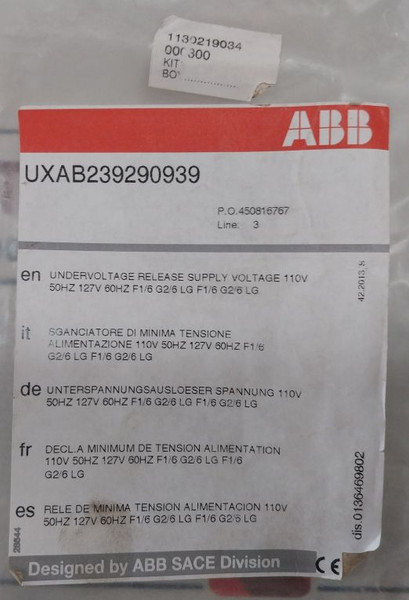 1130219034
KIT
ABB
UXAB239290939
P.O.450816767
Line: 3
en UNDERVOLTAGE RELEASE SUPPLY VOLTAGE 110V
50HZ 127V 60HZ F1/6 G2/6 LG F1/6 G2/6 LG
it SGANCIATORE DI MINIMA TENSIONE
ALIMENTAZIONE 110V 50HZ 127V 60HZ F1/6
G2/6 LG F1/6 G2/6 LG
de UNTERSPANNUNGSAUSLOESER SPANNUNG 110V
50HZ 127V 60HZ F1/6 G2/6 LG F1/6 G2/6 LG
fr DECL.A MINIMUM DE TENSION ALIMENTATION
110V 50HZ 127V 60HZ F1/6 G2/6 LG F1/6
G2/6 LG
es RELE DE MINIMA TENSION ALIMENTACION 110V
50HZ 127V 60HZ F1/6 G2/6 LG F1/6 G2/6 LG
42.2013_S
dis.0136469802
28544
Designed by ABB SACE Division
CE